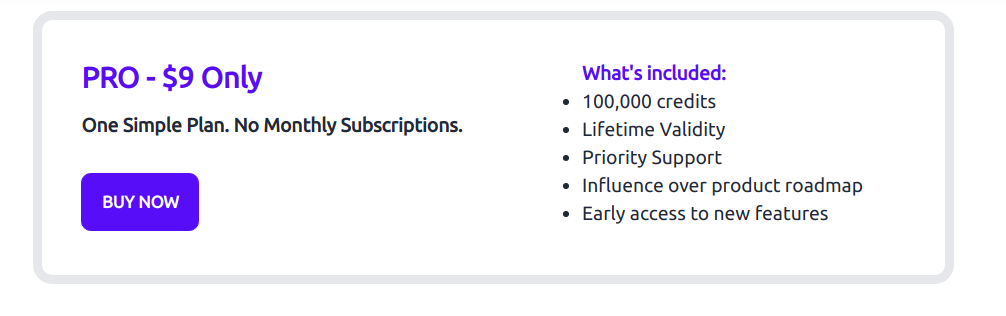 PRO - $9 Only
One Simple Plan. No Monthly Subscriptions.
BUY NOW
What's included:
• 100,000 credits
• Lifetime Validity
• Priority Support
• Influence over product roadmap
• Early access to new features